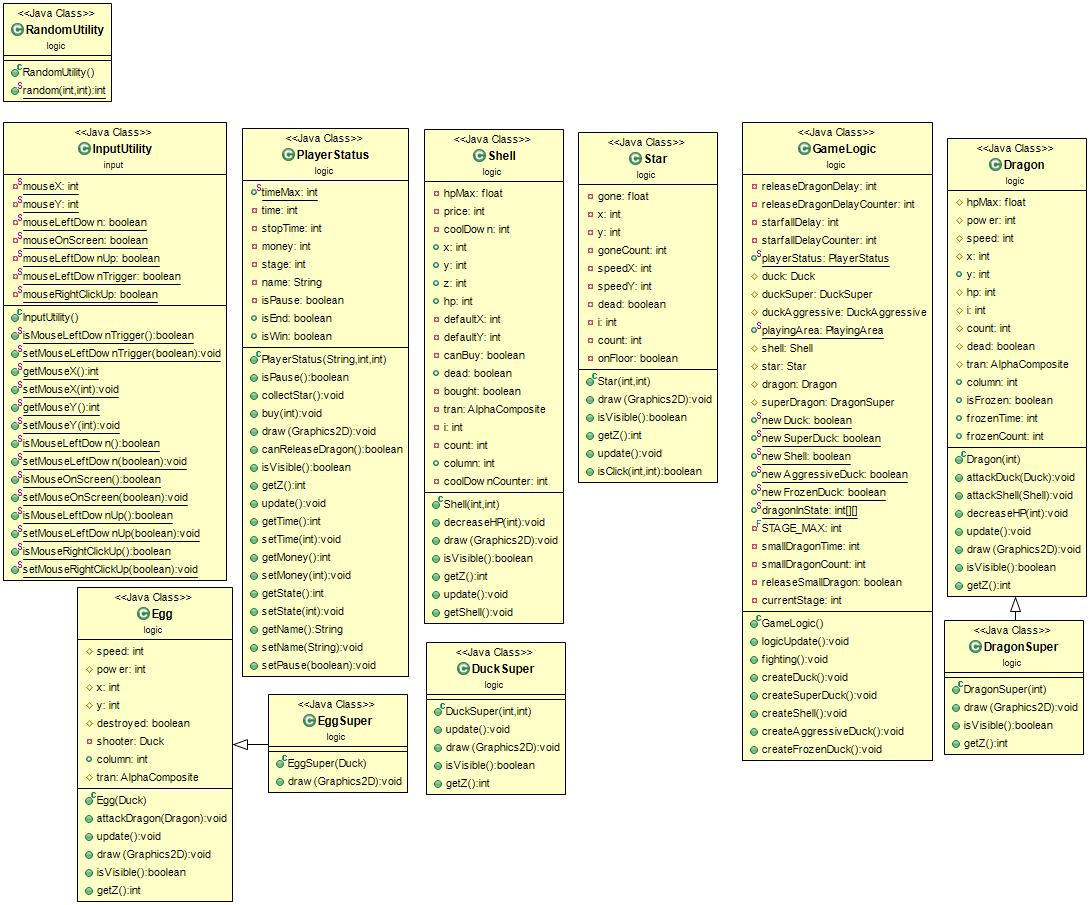 <<Java Class>>
RandomUtility
logic
RandomUtility()
random(int,int):int
<<Java Class>>
InputUtility
input
mouseX: int
mouseY: int
mouseLeftDown: boolean
mouseOnScreen: boolean
mouseLeftDownUp: boolean
mouseLeftDownTrigger: boolean
mouseRightClickUp: boolean
InputUtility()
isMouseLeftDownTrigger():boolean
setMouseLeftDownTrigger(boolean):void
getMouseX():int
setMouseX(int):void
getMouseY():int
setMouseY(int):void
isMouseLeftDown():boolean
setMouseLeftDown(boolean):void
isMouseOnScreen():boolean
setMouseOnScreen(boolean):void
isMouseLeftDownUp():boolean
setMouseLeftDownUp(boolean):void
isMouseRightClickUp():boolean
setMouseRightClickUp(boolean):void
<<Java Class>>
PlayerStatus
logic
timeMax: int
time: int
stopTime: int
money: int
stage: int
name: String
isPause: boolean
isEnd: boolean
isWin: boolean
PlayerStatus(String,int,int)
isPause():boolean
collectStar():void
buy(int):void
draw(Graphics2D):void
canReleaseDragon():boolean
isVisible():boolean
getZ():int
update():void
getTime():int
setTime(int):void
getMoney():int
setMoney(int):void
getState():int
setState(int):void
getName():String
setName(String):void
setPause(boolean):void
<<Java Class>>
Shell
logic
hpMax: float
price: int
coolDown: int
x: int
y: int
z: int
hp: int
defaultX: int
defaultY: int
canBuy: boolean
dead: boolean
bought: boolean
tran: AlphaComposite
i: int
count: int
column: int
coolDownCounter: int
Shell(int,int)
decreaseHP(int):void
draw(Graphics2D):void
isVisible():boolean
getZ():int
update():void
getShell():void
<<Java Class>>
Star
logic
gone: float
x: int
y: int
goneCount: int
speedX: int
speedY: int
dead: boolean
i: int
count: int
onFloor: boolean
Star(int,int)
draw(Graphics2D):void
isVisible():boolean
getZ():int
update():void
isClick(int,int):boolean
<<Java Class>>
GameLogic
logic
releaseDragonDelay: int
releaseDragonDelayCounter: int
starfallDelay: int
starfallDelayCounter: int
playerStatus: PlayerStatus
duck: Duck
duckSuper: DuckSuper
duckAggressive: DuckAggressive
playingArea: PlayingArea
shell: Shell
star: Star
dragon: Dragon
superDragon: DragonSuper
newDuck: boolean
newSuperDuck: boolean
newShell: boolean
newAggressiveDuck: boolean
newFrozenDuck: boolean
dragonInState: int[][]
STAGE_MAX: int
smallDragonTime: int
smallDragonCount: int
releaseSmallDragon: boolean
currentStage: int
GameLogic()
logicUpdate():void
fighting():void
createDuck():void
createSuperDuck():void
createShell():void
createAggressiveDuck():void
createFrozenDuck():void
<<Java Class>>
Dragon
logic
hpMax: float
power: int
speed: int
x: int
y: int
hp: int
i: int
count: int
dead: boolean
tran: AlphaComposite
column: int
isFrozen: boolean
frozenTime: int
frozenCount: int
Dragon(int)
attackDuck(Duck):void
attackShell(Shell):void
decreaseHP(int):void
update():void
draw(Graphics2D):void
isVisible():boolean
getZ():int
<<Java Class>>
Egg
logic
speed: int
power: int
x: int
y: int
destroyed: boolean
shooter: Duck
column: int
tran: AlphaComposite
Egg(Duck)
attackDragon(Dragon):void
update():void
draw(Graphics2D):void
isVisible():boolean
getZ():int
<<Java Class>>
EggSuper
logic
EggSuper(Duck)
draw(Graphics2D):void
<<Java Class>>
DuckSuper
logic
DuckSuper(int,int)
update():void
draw(Graphics2D):void
isVisible():boolean
getZ():int
<<Java Class>>
DragonSuper
logic
DragonSuper(int)
draw(Graphics2D):void
isVisible():boolean
getZ():int